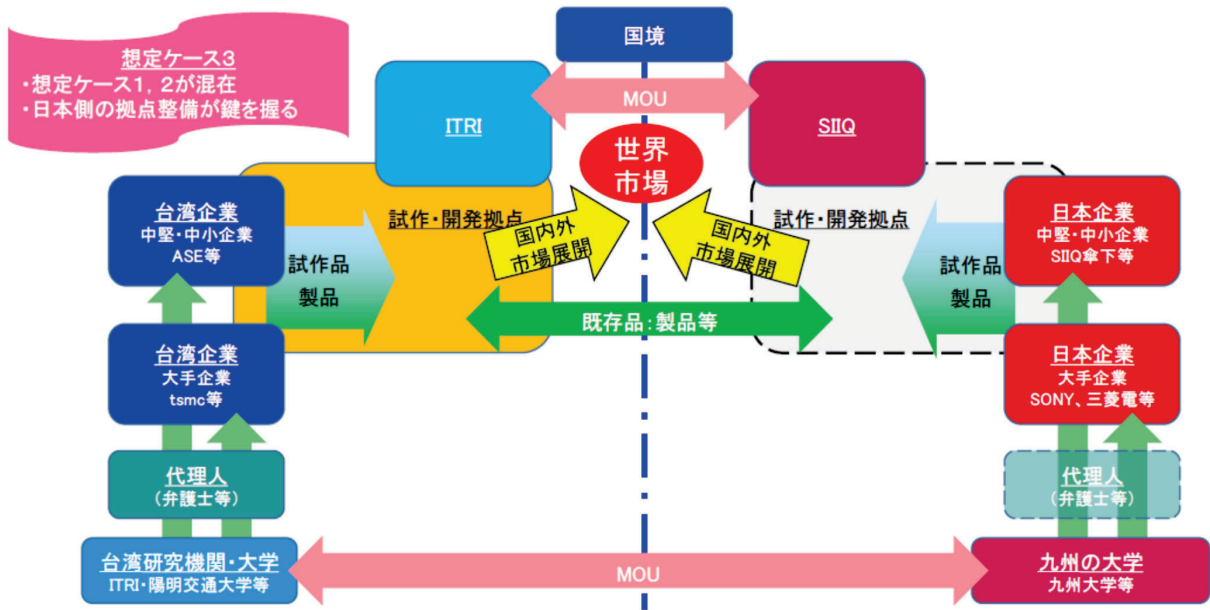 想定ケース3
・想定ケース1，2が混在
・日本側の拠点整備が鍵を握る
国境
MOU
ITRI
SIIQ
世界
市場
台湾企業
中堅・中小企業
ASE等
試作・開発拠点
国内外
市場展開
国内外
市場展開
試作・開発拠点
日本企業
中堅・中小企業
SIIQ傘下等
試作品
製品
試作品
製品
既存品：製品等
台湾企業
大手企業
tsmc等
日本企業
大手企業
SONY、三菱電等
代理人
（弁護士等）
代理人
（弁護士等）
台湾研究機関・大学
ITRI・陽明交通大学等
MOU
九州の大学
九州大学等